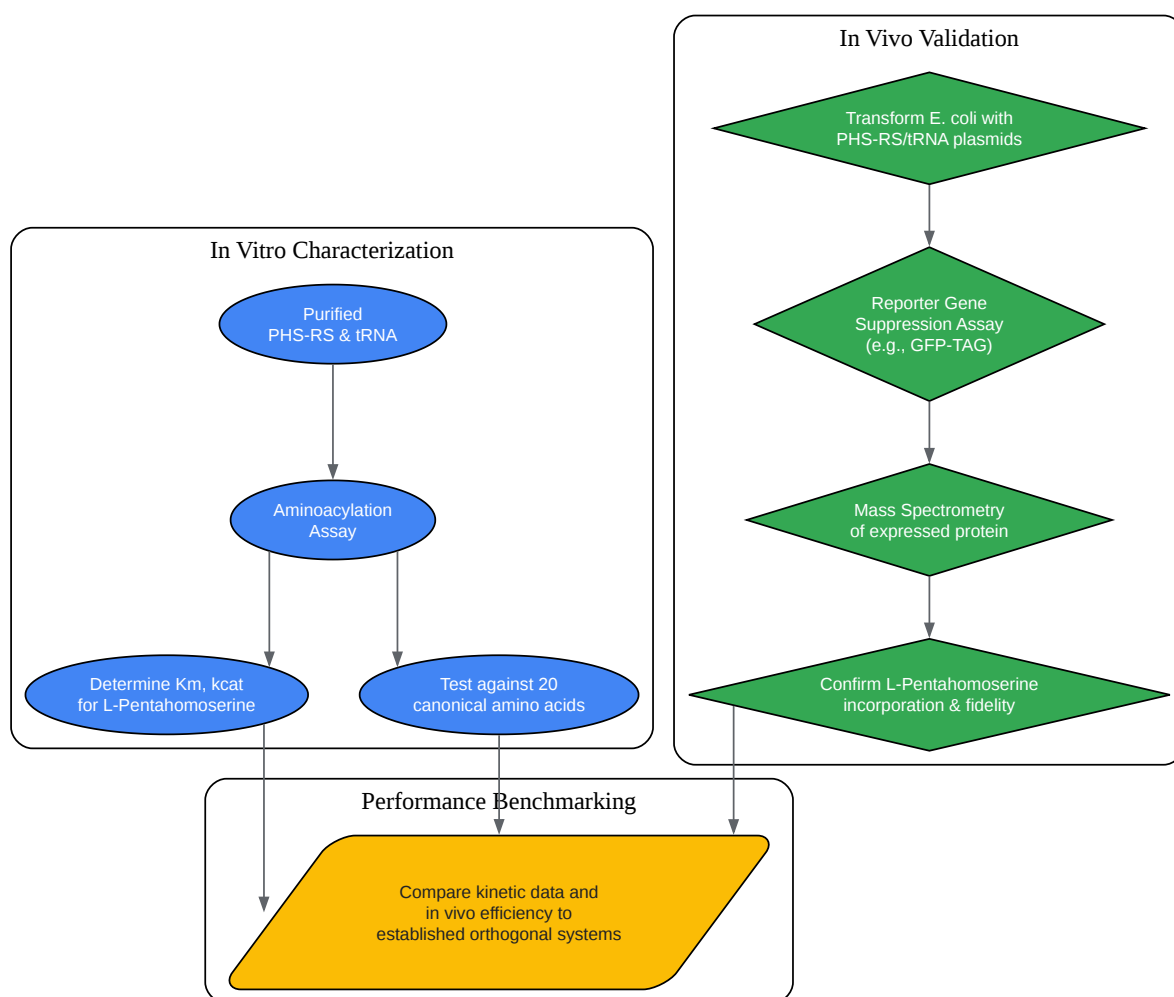 In Vivo Validation
Transform E. coli with
PHS-RS/tRNA plasmids
Reporter Gene
Suppression Assay
(e.g., GFP-TAG)
Mass Spectrometry
of expressed protein
Confirm L-Pentahomoserine
incorporation & fidelity
In Vitro Characterization
Purified
PHS-RS & tRNA
Aminoacylation
Assay
Determine Km, kcat
for L-Pentahomoserine
Test against 20
canonical amino acids
Performance Benchmarking
Compare kinetic data and
in vivo efficiency to
established orthogonal systems